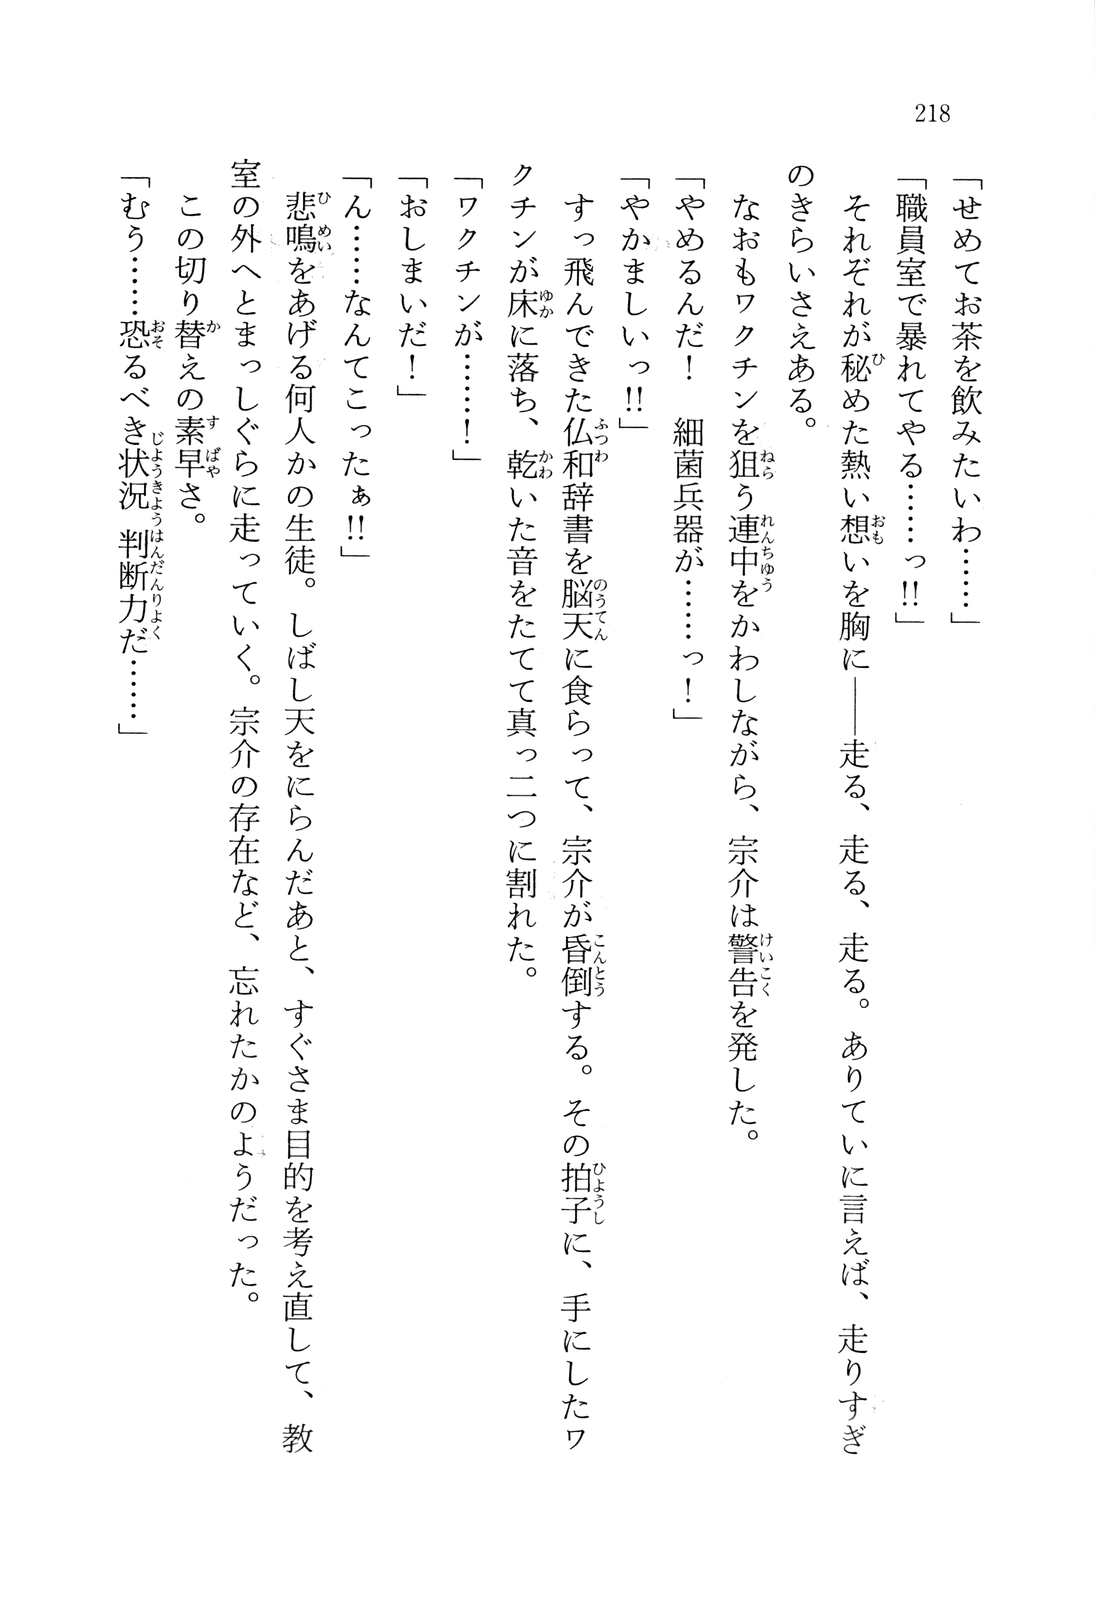 218
「せめてお茶を飲みたいわ……」
「職員室で暴れてやる……っ!!」
それぞれが秘めた熱い想いを胸に――走る、走る、走る。ありていに言えば、走りすぎ
のきらいさえある。
なおもワクチンを狙う連中をかわしながら、宗介は警告を発した。
「やめるんだ！　細菌兵器が……っ！」
「やかましいっ!!」
すっ飛んできた仏和辞書を脳天に食らって、宗介が昏倒する。その拍子に、手にしたワ
クチンが床に落ち、乾いた音をたてて真っ二つに割れた。
「ワクチンが……！」
「おしまいだ！」
「ん……なんてこったぁ!!」
悲鳴をあげる何人かの生徒。しばし天をにらんだあと、すぐさま目的を考え直して、教
室の外へとまっしぐらに走っていく。宗介の存在など、忘れたかのようだった。
この切り替えの素早さ。
「むう……恐るべき状況判断力だ……」